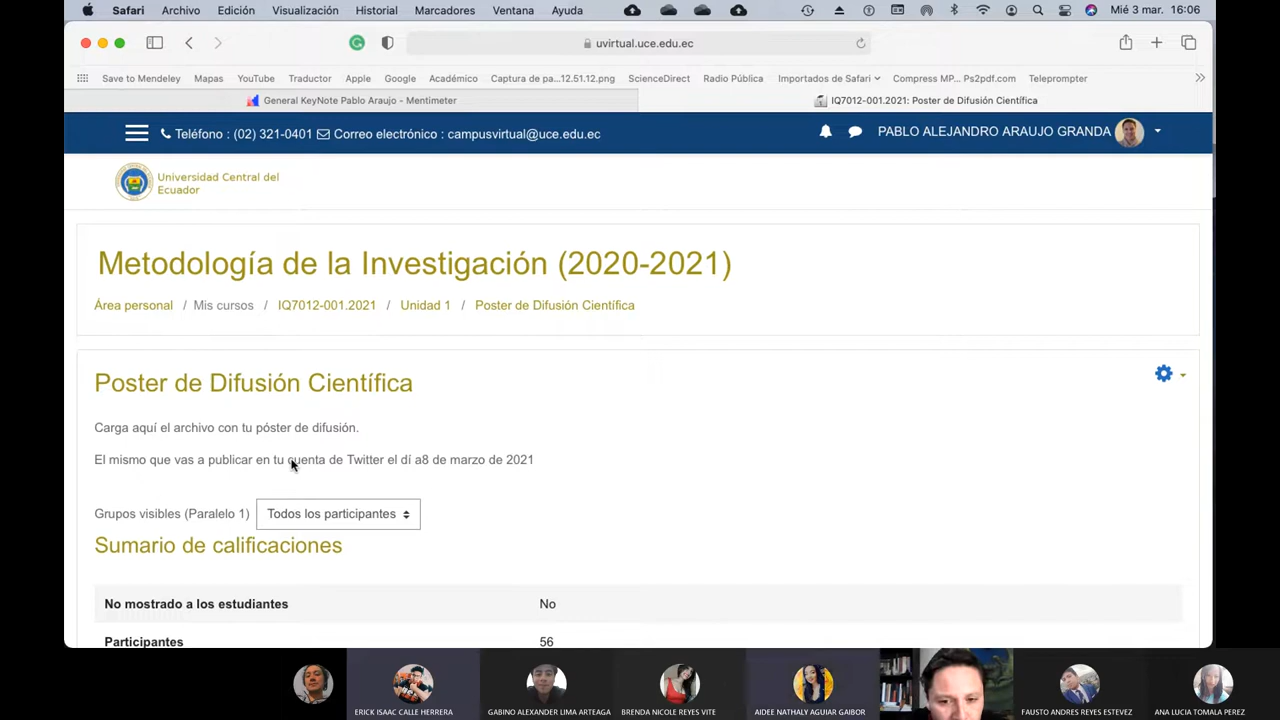 Safari Archivo Edición Visualización Historial Marcadores Ventana Ayuda Mié 3 mar. 16:06
uvirtual.uce.edu.ec
Save to Mendeley Mapas YouTube Traductor Apple Google Académico Captura de pa...12.51.12.png ScienceDirect Radio Pública Importados de Safari Compress MP... Ps2pdf.com Teleprompter
General KeyNote Pablo Araujo - Mentimeter IQ7012-001.2021: Poster de Difusión Científica
Teléfono : (02) 321-0401 Correo electrónico : campusvirtual@uce.edu.ec PABLO ALEJANDRO ARAUJO GRANDA
Universidad Central del
Ecuador
Metodología de la Investigación (2020-2021)
Área personal / Mis cursos / IQ7012-001.2021 / Unidad 1 / Poster de Difusión Científica
Poster de Difusión Científica
Carga aquí el archivo con tu póster de difusión.
El mismo que vas a publicar en tu cuenta de Twitter el dí a8 de marzo de 2021
Grupos visibles (Paralelo 1) Todos los participantes
Sumario de calificaciones
No mostrado a los estudiantes No
Participantes 56
ERICK ISAAC CALLE HERRERA GABINO ALEXANDER LIMA ARTEAGA BRENDA NICOLE REYES VITE AIDEE NATHALY AGUIAR GAIBOR FAUSTO ANDRES REYES ESTEVEZ ANA LUCIA TOMALA PEREZ